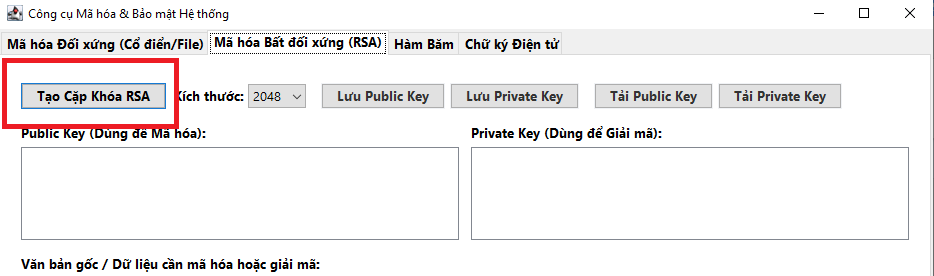 Công cụ Mã hóa & Bảo mật Hệ thống
Mã hóa Đối xứng (Cổ điển/File) Mã hóa Bất đối xứng (RSA) Hàm Băm Chữ ký Điện tử
Tạo Cặp Khóa RSA Kích thước: 2048 Lưu Public Key Lưu Private Key Tải Public Key Tải Private Key
Public Key (Dùng để Mã hóa): Private Key (Dùng để Giải mã):
Văn bản gốc / Dữ liệu cần mã hóa hoặc giải mã: